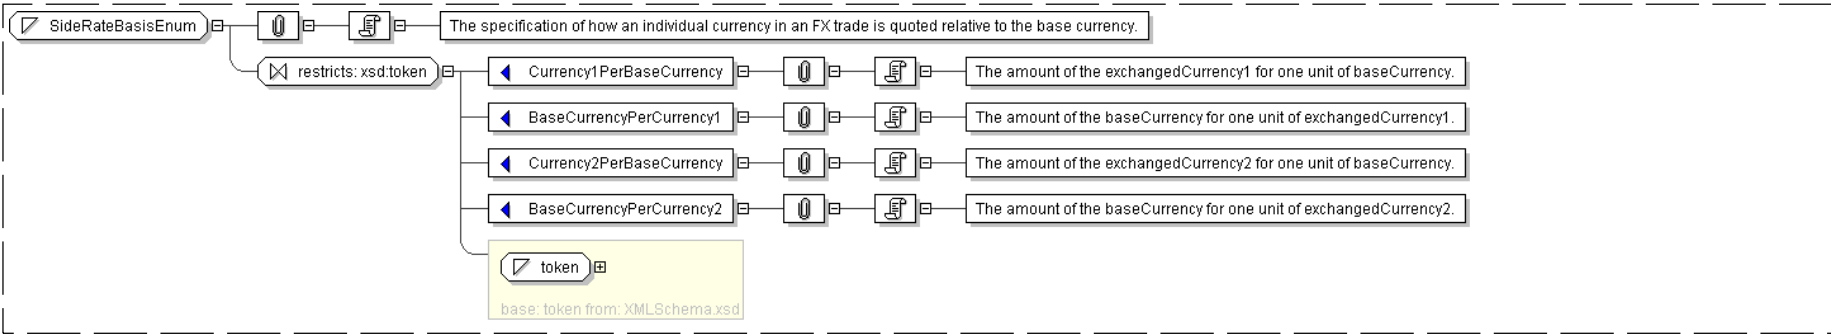 SideRateBasisEnum
The specification of how an individual currency in an FX trade is quoted relative to the base currency.
restricts: xsd:token
Currency1PerBaseCurrency
The amount of the exchangedCurrency1 for one unit of baseCurrency.
BaseCurrencyPerCurrency1
The amount of the baseCurrency for one unit of exchangedCurrency1.
Currency2PerBaseCurrency
The amount of the exchangedCurrency2 for one unit of baseCurrency.
BaseCurrencyPerCurrency2
The amount of the baseCurrency for one unit of exchangedCurrency2.
token
base: token from: XMLSchema.xsd